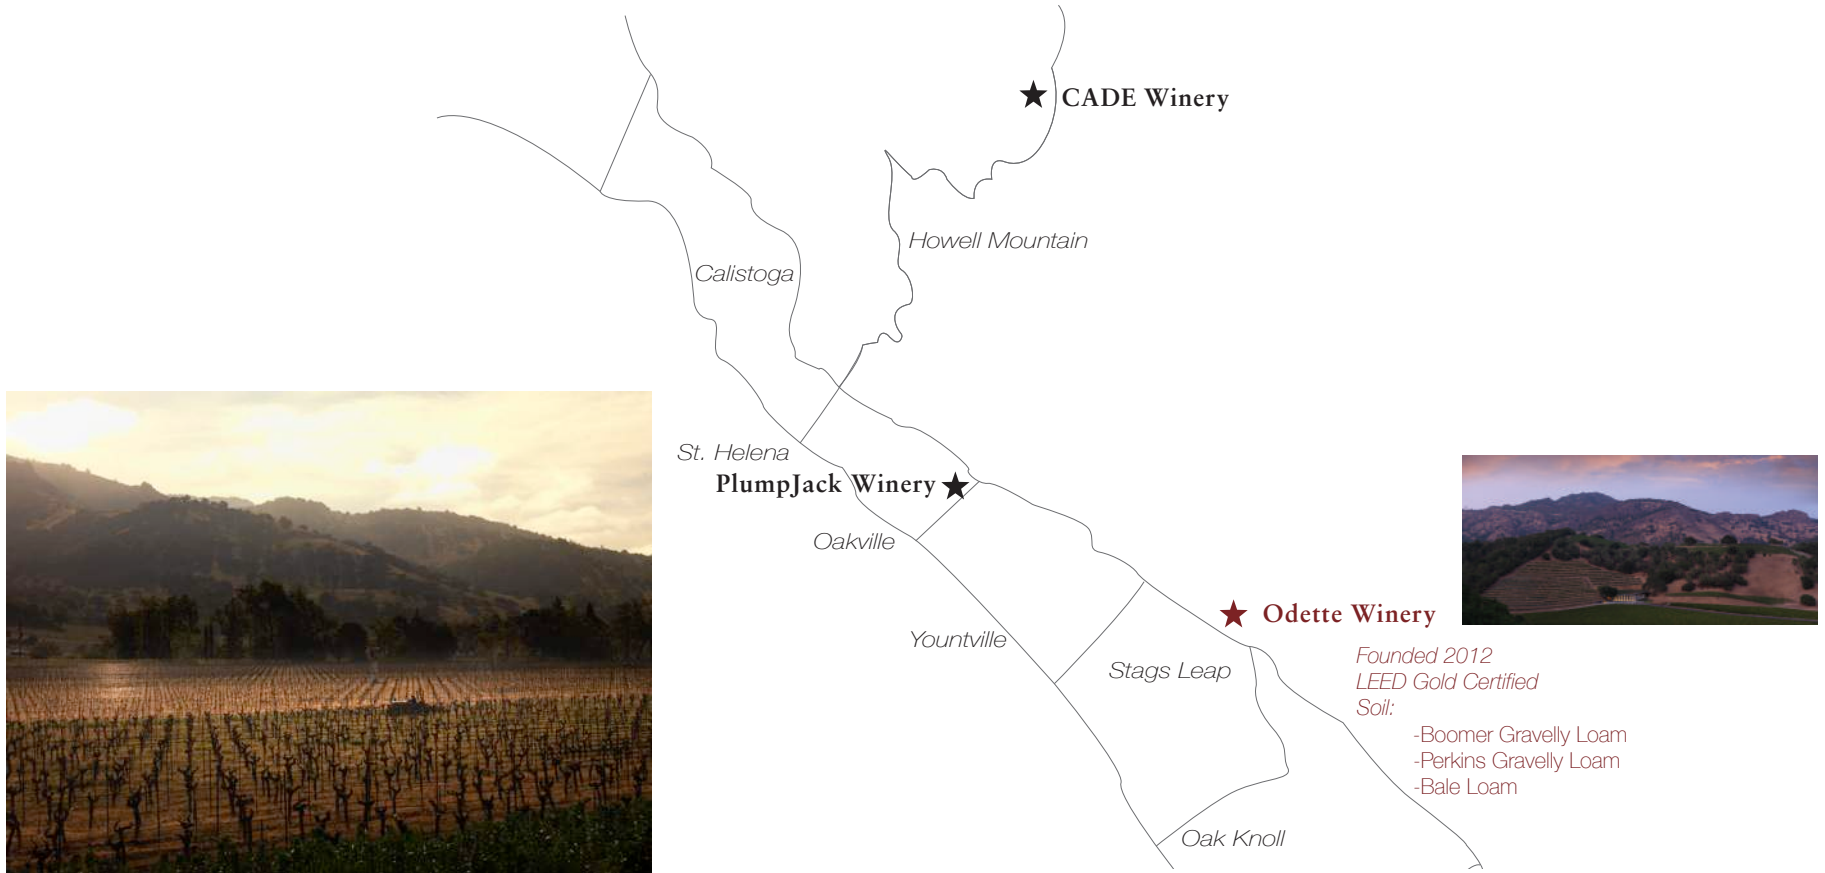 CADE Winery
Howell Mountain
Calistoga
St. Helena
PlumpJack Winery
Oakville
Odette Winery
Yountville
Founded 2012
Stags Leap
LEED Gold Certified
Soil:
-Boomer Gravelly Loam
-Perkins Gravelly Loam
-Bale Loam
Oak Knoll